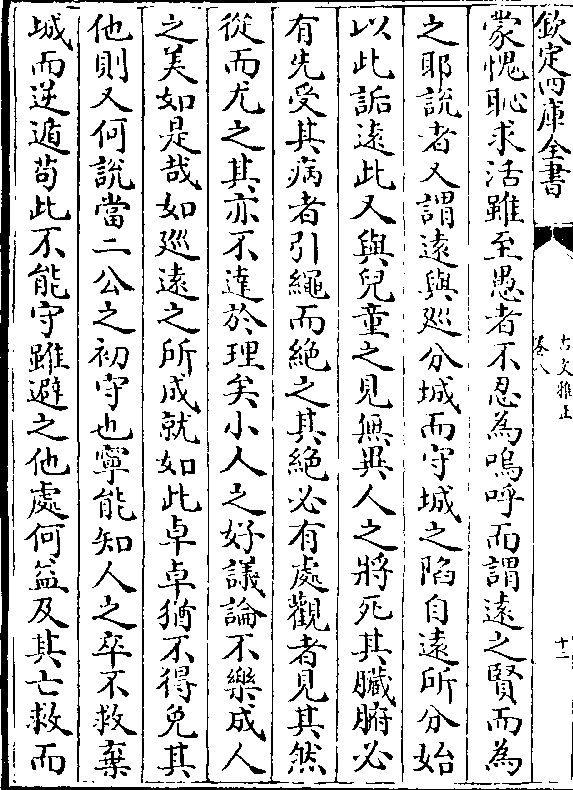 欽定四庫全書
古文雅正
卷八
十二
蒙愧恥求活雖至愚者不忍為嗚呼而謂遠之賢而為
之耶說者又謂遠與廵分城而守城之陷自遠所分始
以此詬遠此又與兒童之見無異人之將死其臟腑必
有先受其病者引繩而絶之其絶必有處觀者見其然
從而尤之其亦不達於理矣小人之好議論不樂成人
之美如是哉如廵遠之所成就如此卓卓猶不得免其
他則又何說當二公之初守也寧能知人之卒不救棄
城而逆遁苟此不能守雖避之他處何益及其亡救而